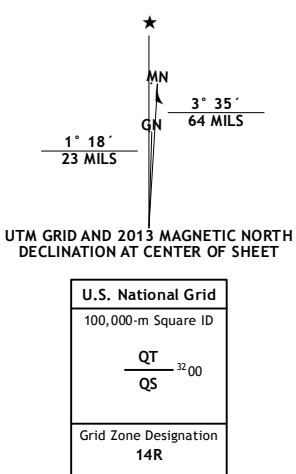 ★
MN
GN
3° 35´
64 MILS
1° 18´
23 MILS
UTM GRID AND 2013 MAGNETIC NORTH
DECLINATION AT CENTER OF SHEET
U.S. National Grid
100,000-m Square ID
QT
QS
3200
Grid Zone Designation
14R